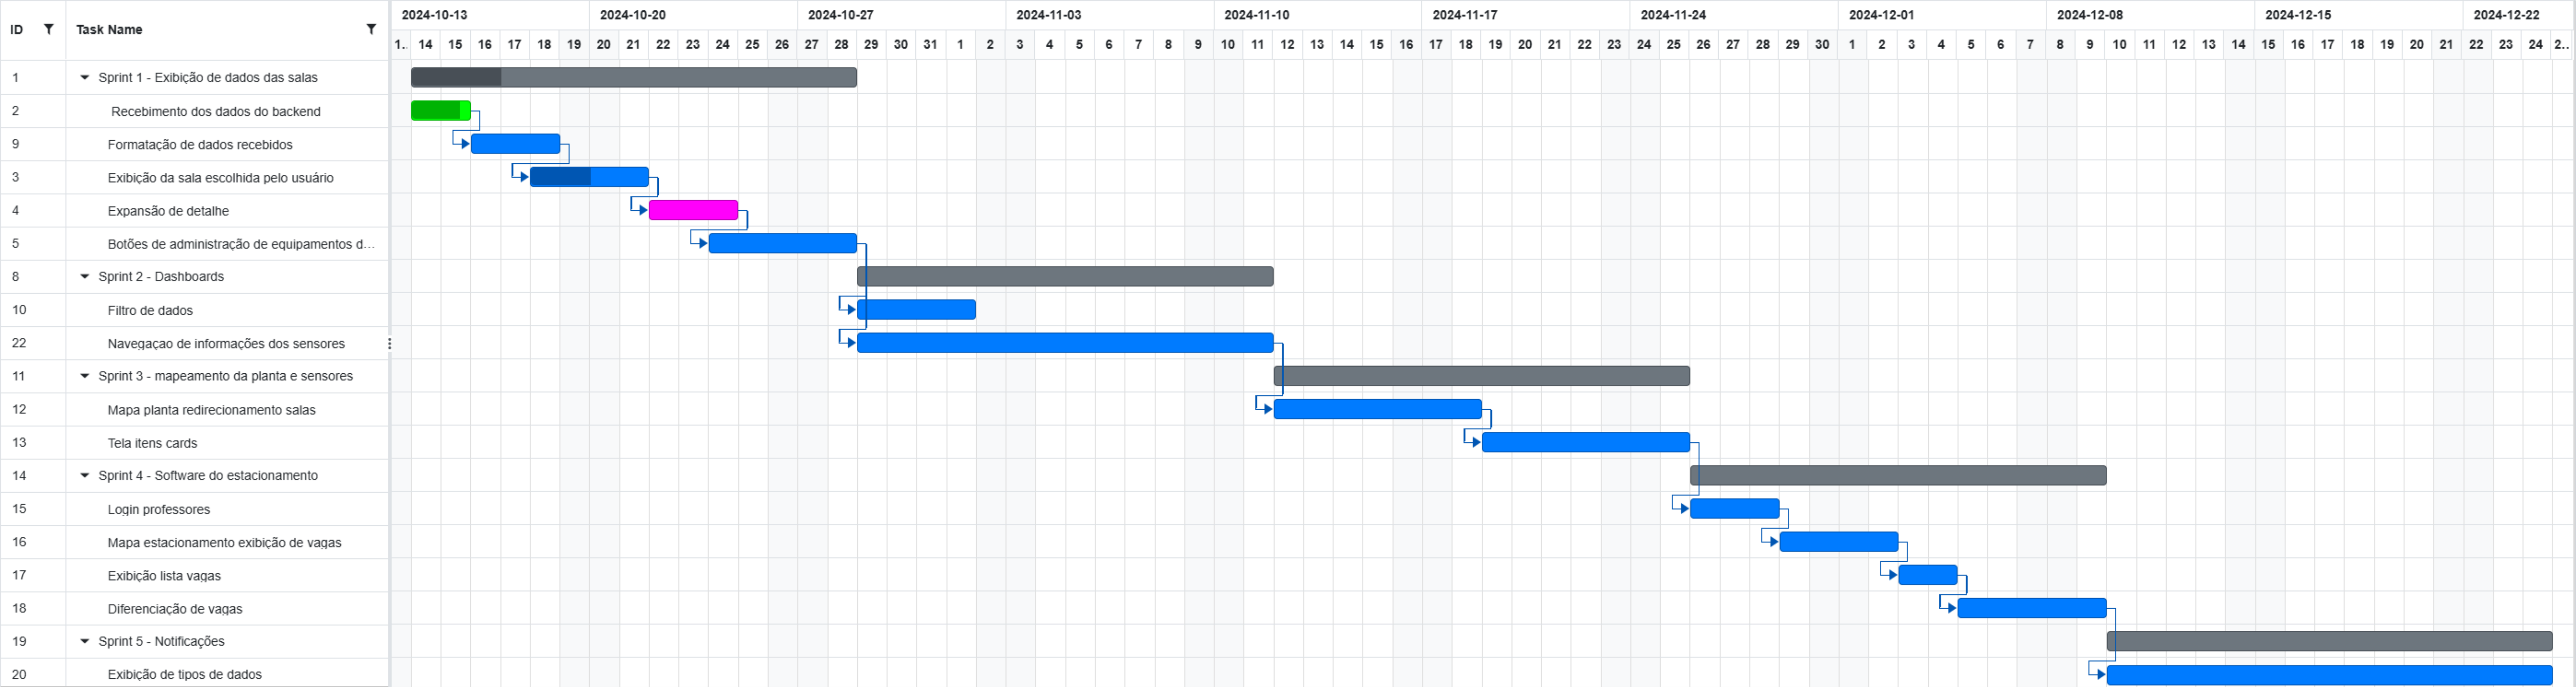 ID Task Name 2024-10-13 2024-10-20 2024-10-27 2024-11-03 2024-11-10 2024-11-17 2024-11-24 2024-12-01 2024-12-08 2024-12-15 2024-12-22
1.. 14 15 16 17 18 19 20 21 22 23 24 25 26 27 28 29 30 31 1 2 3 4 5 6 7 8 9 10 11 12 13 14 15 16 17 18 19 20 21 22 23 24 25 26 27 28 29 30 1 2 3 4 5 6 7 8 9 10 11 12 13 14 15 16 17 18 19 20 21 22 23 24 2..
1 Sprint 1 - Exibição de dados das salas
2 Recebimento dos dados do backend
9 Formatação de dados recebidos
3 Exibição da sala escolhida pelo usuário
4 Expansão de detalhe
5 Botões de administração de equipamentos d...
8 Sprint 2 - Dashboards
10 Filtro de dados
22 Navegaçao de informações dos sensores
11 Sprint 3 - mapeamento da planta e sensores
12 Mapa planta redirecionamento salas
13 Tela itens cards
14 Sprint 4 - Software do estacionamento
15 Login professores
16 Mapa estacionamento exibição de vagas
17 Exibição lista vagas
18 Diferenciação de vagas
19 Sprint 5 - Notificações
20 Exibição de tipos de dados